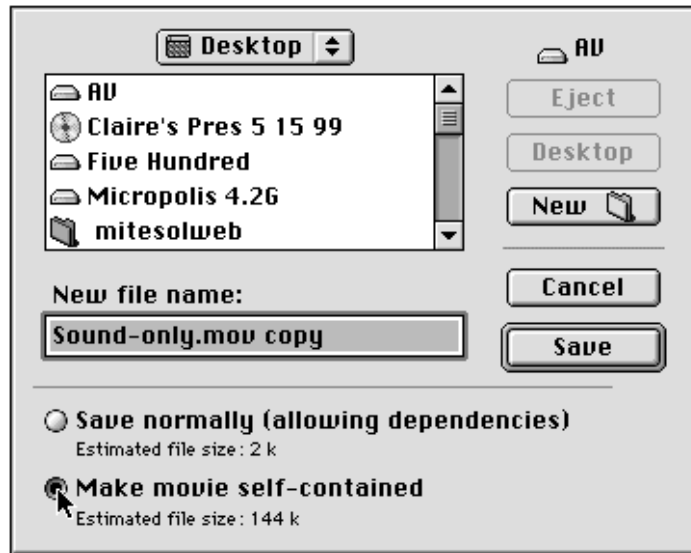 Desktop
AV
AV
Claire's Pres 5 15 99
Five Hundred
Micropolis 4.2G
mitesolweb
Eject
Desktop
New
New file name:
Sound-only.mov copy
Cancel
Save
Save normally (allowing dependencies)
Estimated file size: 2 k
Make movie self-contained
Estimated file size: 144 k